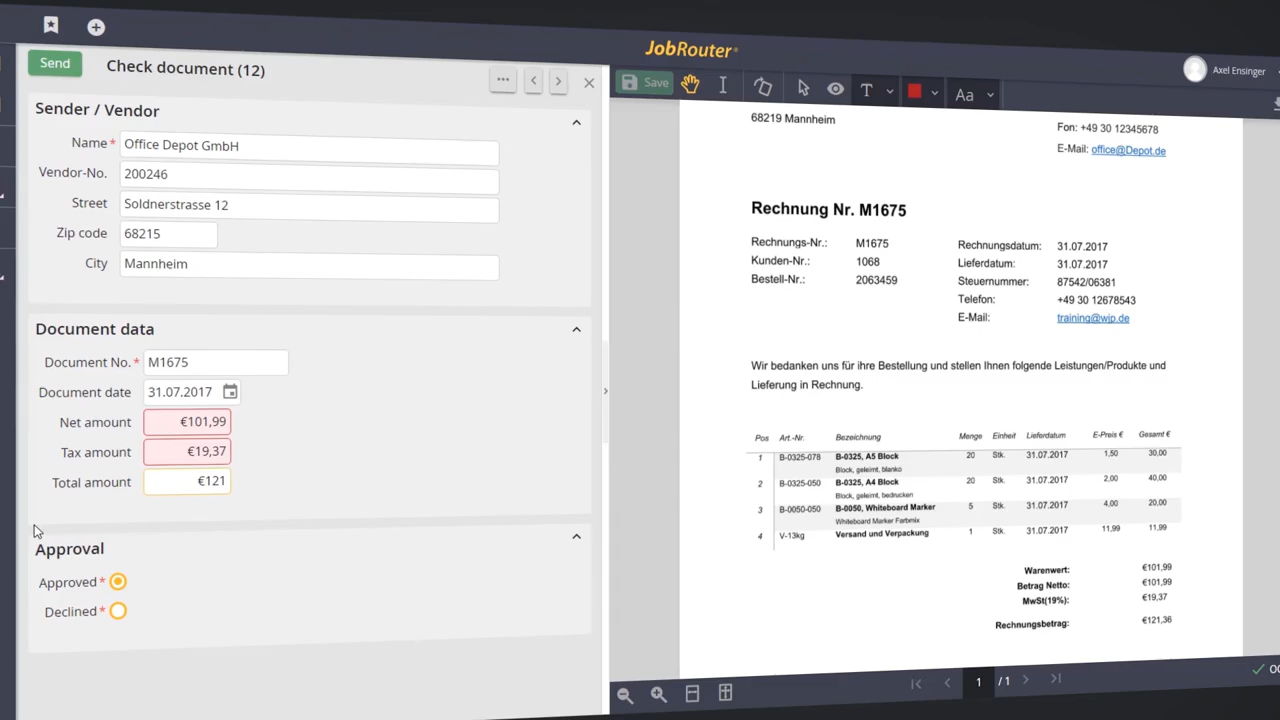 JobRouter
Axel Ensinger
Send
Check document (12)
Sender / Vendor
Name * Office Depot GmbH
Vendor-No. 200246
Street Soldnerstrasse 12
Zip code 68215
City Mannheim
Document data
Document No. * M1675
Document date 31.07.2017
Net amount €101,99
Tax amount €19,37
Total amount €121
Approval
Approved *
Declined *
Save T Aa
68219 Mannheim
Fon: +49 30 12345678
E-Mail: office@Depot.de
Rechnung Nr. M1675
Rechnungs-Nr.: M1675
Kunden-Nr.: 1068
Bestell-Nr.: 2063459
Rechnungsdatum: 31.07.2017
Lieferdatum: 31.07.2017
Steuernummer: 87542/06381
Telefon: +49 30 12678543
E-Mail: training@wjp.de
Wir bedanken uns für ihre Bestellung und stellen Ihnen folgende Leistungen/Produkte und
Lieferung in Rechnung.
Pos Art.-Nr. Bezeichnung Menge Einheit Lieferdatum E-Preis € Gesamt €
1 B-0325-078 B-0325, A5 Block 20 Stk. 31.07.2017 1,50 30,00
Block, geleimt, blanko
2 B-0325-050 B-0325, A4 Block 20 Stk. 31.07.2017 2,00 40,00
Block, geleimt, bedrucken
3 B-0050-050 B-0050, Whiteboard Marker 5 Stk. 31.07.2017 4,00 20,00
Whiteboard Marker Farbmix
4 V-13kg Versand und Verpackung 1 Stk. 31.07.2017 11,99 11,99
Warenwert: €101,99
Betrag Netto: €101,99
MwSt(19%): €19,37
Rechnungsbetrag: €121,36
1 / 1